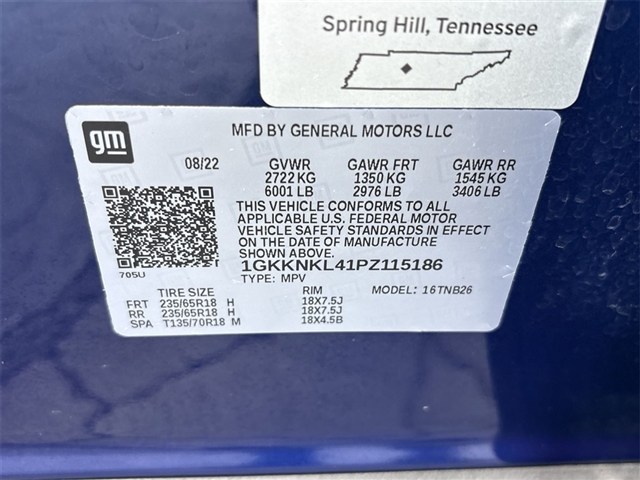 Spring Hill, Tennessee
gm
MFD BY GENERAL MOTORS LLC
08/22 GVWR GAWR FRT GAWR RR
2722 KG 1350 KG 1545 KG
6001 LB 2976 LB 3406 LB
THIS VEHICLE CONFORMS TO ALL
APPLICABLE U.S. FEDERAL MOTOR
VEHICLE SAFETY STANDARDS IN EFFECT
ON THE DATE OF MANUFACTURE
SHOWN ABOVE.
705U
1GKKNKL41PZ115186
TYPE: MPV MODEL: 16TNB26
TIRE SIZE RIM
FRT 235/65R18 H 18X7.5J
RR 235/65R18 H 18X7.5J
SPA T135/70R18 M 18X4.5B